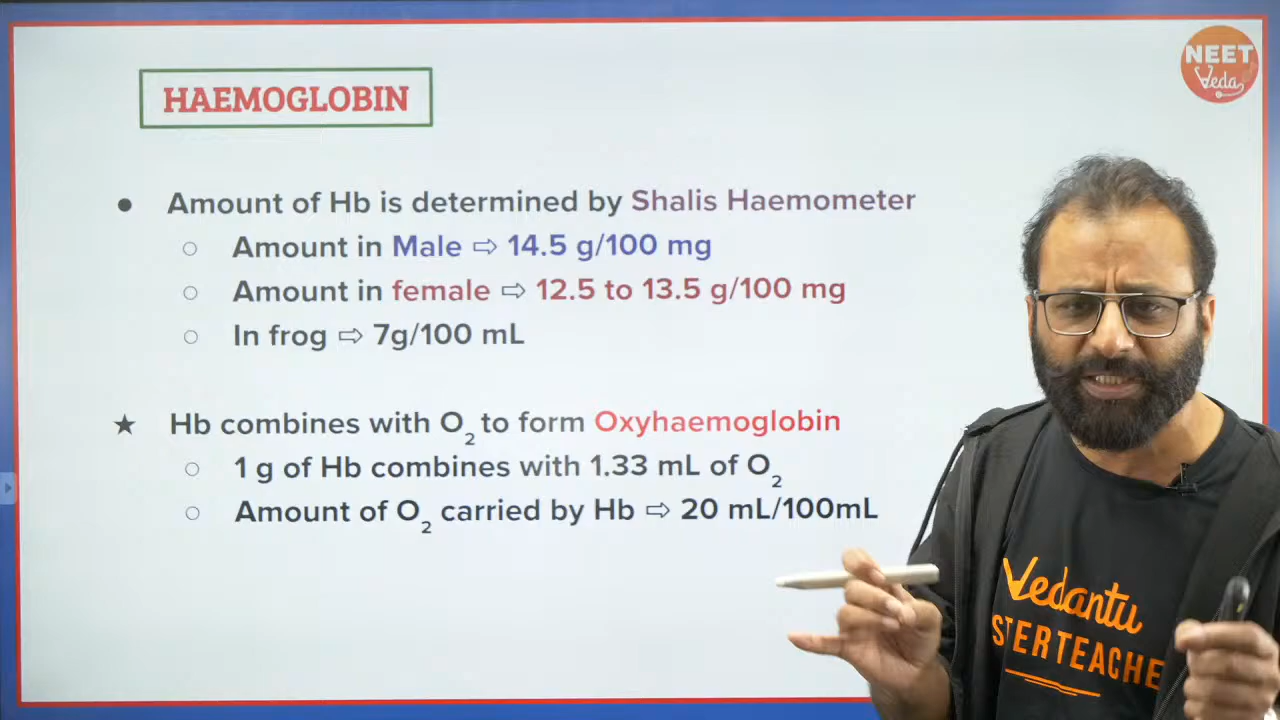 NEET
Veda
HAEMOGLOBIN
● Amount of Hb is determined by Shalis Haemometer
○ Amount in Male ⇨ 14.5 g/100 mg
○ Amount in female ⇨ 12.5 to 13.5 g/100 mg
○ In frog ⇨ 7g/100 mL
★ Hb combines with O₂ to form Oxyhaemoglobin
○ 1 g of Hb combines with 1.33 mL of O₂
○ Amount of O₂ carried by Hb ⇨ 20 mL/100mL
Vedantu
STERTEACHE